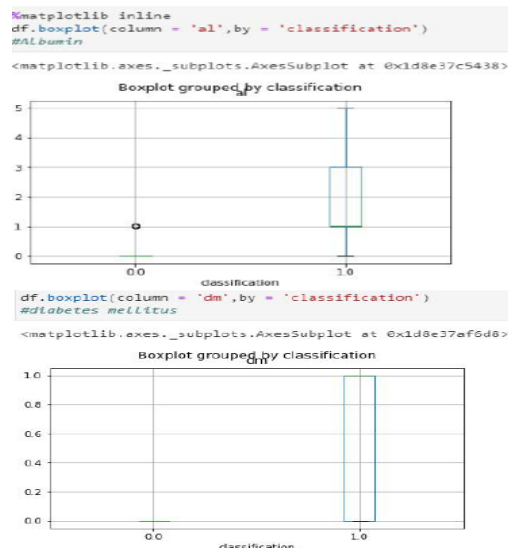 %matplotlib inline
df.boxplot(column = 'al',by = 'classification')
#Albumin
<matplotlib.axes._subplots.AxesSubplot at 0x1d8e37c5438>
Boxplot grouped by classification
al
5
4
3
2
1
0
0.0 1.0
classification
df.boxplot(column = 'dm',by = 'classification')
#diabetes mellitus
<matplotlib.axes._subplots.AxesSubplot at 0x1d8e37af6d8>
Boxplot grouped by classification
dm
1.0
0.8
0.6
0.4
0.2
0.0
0.0 1.0
classification